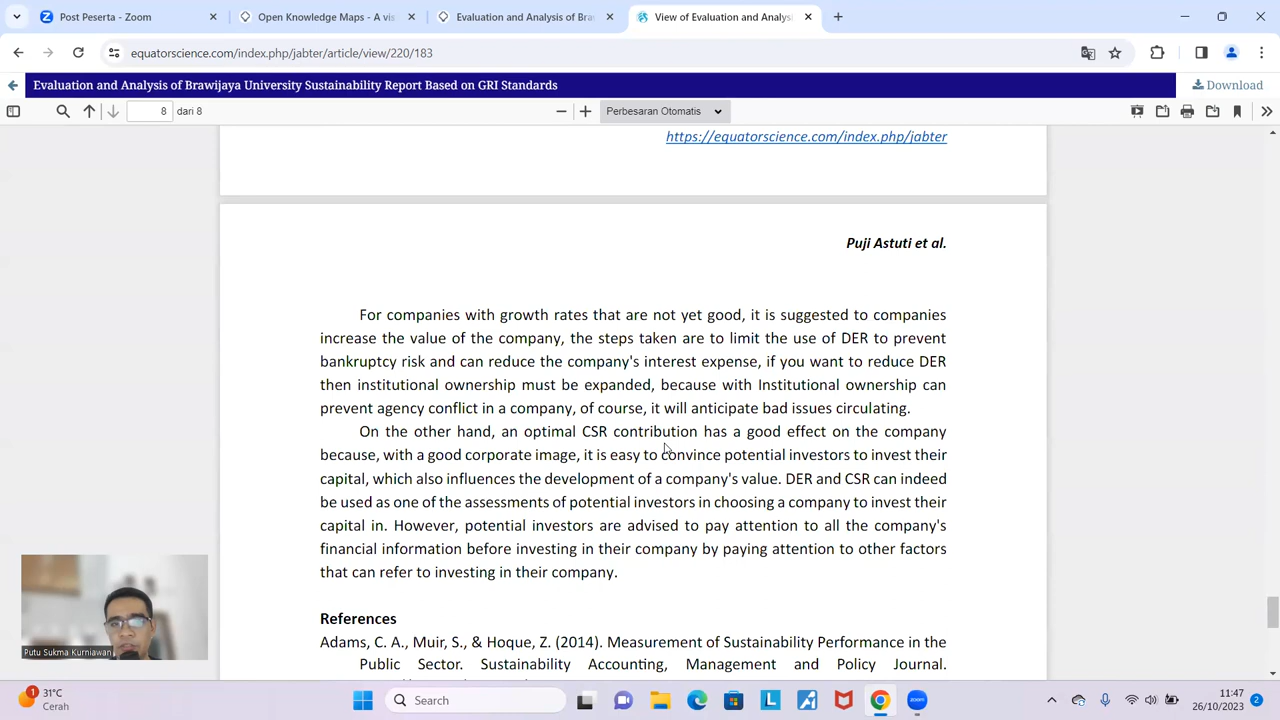 Post Peserta - Zoom
Open Knowledge Maps - A vis
Evaluation and Analysis of Bra
View of Evaluation and Analysi
equatorscience.com/index.php/jabter/article/view/220/183
Evaluation and Analysis of Brawijaya University Sustainability Report Based on GRI Standards
Download
8 dari 8
Perbesaran Otomatis
https://equatorscience.com/index.php/jabter
Puji Astuti et al.
For companies with growth rates that are not yet good, it is suggested to companies
increase the value of the company, the steps taken are to limit the use of DER to prevent
bankruptcy risk and can reduce the company's interest expense, if you want to reduce DER
then institutional ownership must be expanded, because with Institutional ownership can
prevent agency conflict in a company, of course, it will anticipate bad issues circulating.
On the other hand, an optimal CSR contribution has a good effect on the company
because, with a good corporate image, it is easy to convince potential investors to invest their
capital, which also influences the development of a company's value. DER and CSR can indeed
be used as one of the assessments of potential investors in choosing a company to invest their
capital in. However, potential investors are advised to pay attention to all the company's
financial information before investing in their company by paying attention to other factors
that can refer to investing in their company.
References
Adams, C. A., Muir, S., & Hoque, Z. (2014). Measurement of Sustainability Performance in the
Public Sector. Sustainability Accounting, Management and Policy Journal.
Putu Sukma Kurniawan
1
31°C
Cerah
Search
11:47
26/10/2023
2